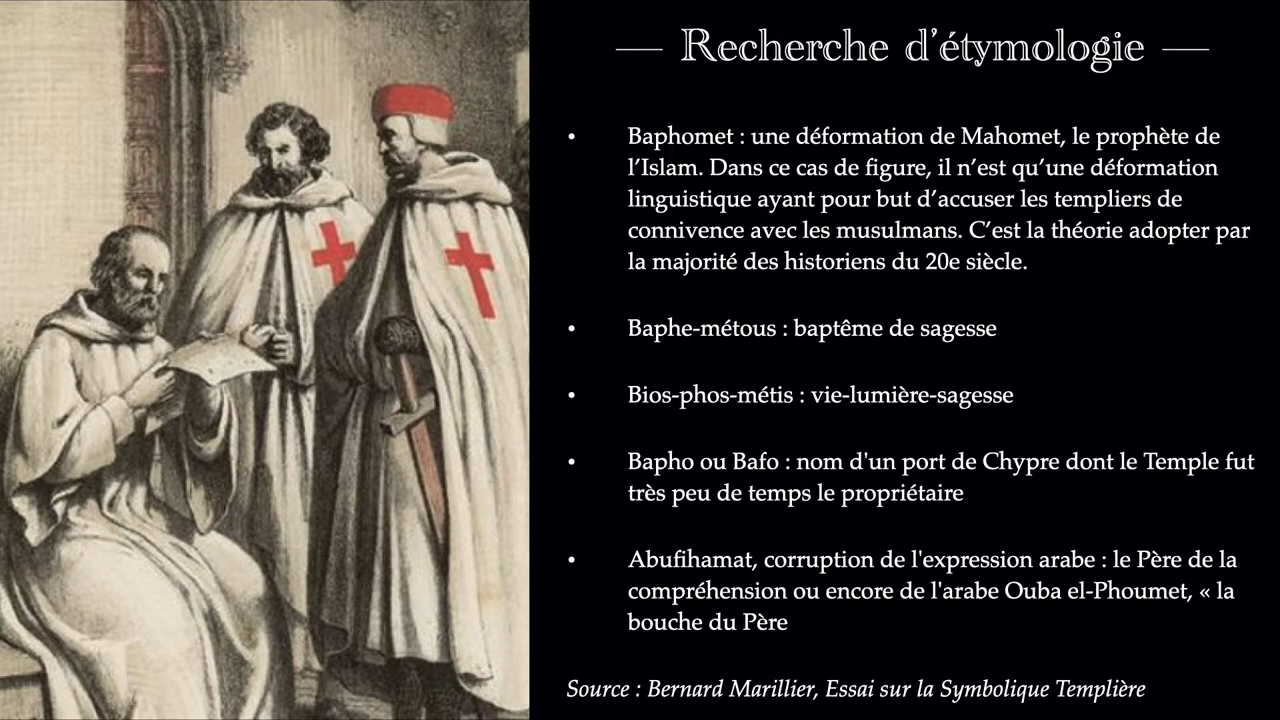 Recherche d'étymologie
• Baphomet : une déformation de Mahomet, le prophète de
l’Islam. Dans ce cas de figure, il n’est qu’une déformation
linguistique ayant pour but d’accuser les templiers de
connivence avec les musulmans. C’est la théorie adopter par
la majorité des historiens du 20e siècle.
• Baphe-métous : baptême de sagesse
• Bios-phos-métis : vie-lumière-sagesse
• Bapho ou Bafo : nom d'un port de Chypre dont le Temple fut
très peu de temps le propriétaire
• Abufihamat, corruption de l'expression arabe : le Père de la
compréhension ou encore de l'arabe Ouba el-Phoumet, « la
bouche du Père
Source : Bernard Marillier, Essai sur la Symbolique Templière